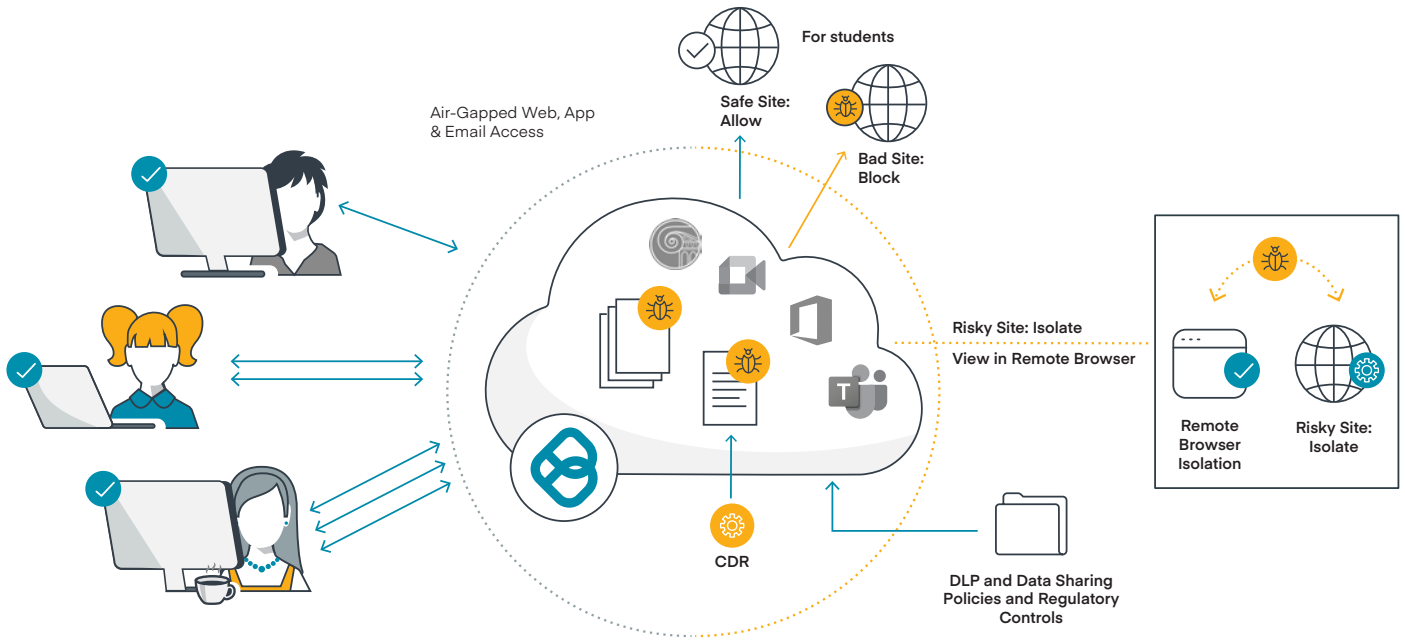 For students
Safe Site:
Allow
Air-Gapped Web, App
& Email Access
Bad Site:
Block
Risky Site: Isolate
View in Remote Browser
T
Remote
Browser
Isolation
Risky Site:
Isolate
CDR
DLP and Data Sharing
Policies and Regulatory
Controls